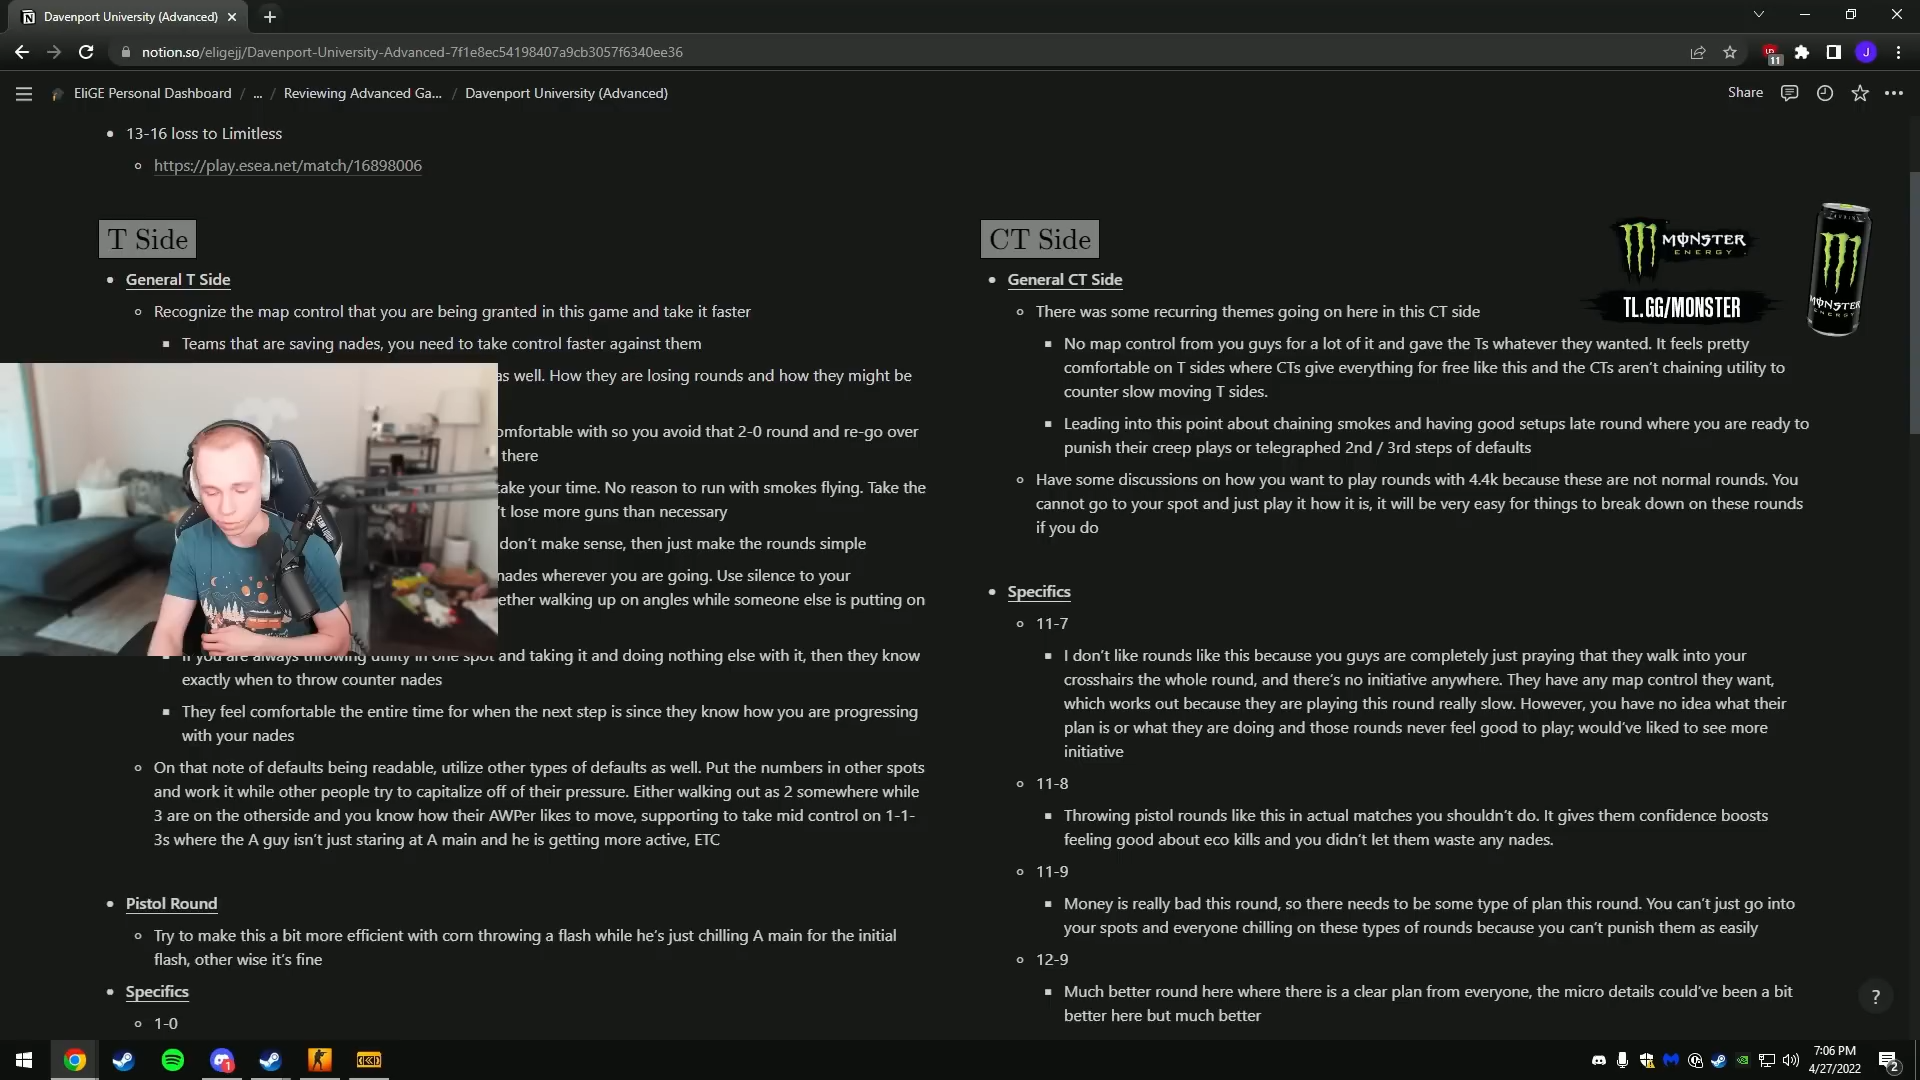 Davenport University (Advanced)
notion.so/eligejj/Davenport-University-Advanced-7f1e8ec54198407a9cb3057f6340ee36
11
J
EliGE Personal Dashboard / ... / Reviewing Advanced Ga... / Davenport University (Advanced)
Share
13-16 loss to Limitless
https://play.esea.net/match/16898006
T Side
General T Side
Recognize the map control that you are being granted in this game and take it faster
Teams that are saving nades, you need to take control faster against them
as well. How they are losing rounds and how they might be
omfortable with so you avoid that 2-0 round and re-go over
there
take your time. No reason to run with smokes flying. Take the
't lose more guns than necessary
don't make sense, then just make the rounds simple
nades wherever you are going. Use silence to your
ether walking up on angles while someone else is putting on
If you are always throwing utility in one spot and taking it and doing nothing else with it, then they know
exactly when to throw counter nades
They feel comfortable the entire time for when the next step is since they know how you are progressing
with your nades
On that note of defaults being readable, utilize other types of defaults as well. Put the numbers in other spots
and work it while other people try to capitalize off of their pressure. Either walking out as 2 somewhere while
3 are on the otherside and you know how their AWPer likes to move, supporting to take mid control on 1-1-
3s where the A guy isn't just staring at A main and he is getting more active, ETC
Pistol Round
Try to make this a bit more efficient with corn throwing a flash while he's just chilling A main for the initial
flash, other wise it's fine
Specifics
1-0
CT Side
General CT Side
There was some recurring themes going on here in this CT side
No map control from you guys for a lot of it and gave the Ts whatever they wanted. It feels pretty
comfortable on T sides where CTs give everything for free like this and the CTs aren't chaining utility to
counter slow moving T sides.
Leading into this point about chaining smokes and having good setups late round where you are ready to
punish their creep plays or telegraphed 2nd / 3rd steps of defaults
Have some discussions on how you want to play rounds with 4.4k because these are not normal rounds. You
cannot go to your spot and just play it how it is, it will be very easy for things to break down on these rounds
if you do
Specifics
11-7
I don't like rounds like this because you guys are completely just praying that they walk into your
crosshairs the whole round, and there's no initiative anywhere. They have any map control they want,
which works out because they are playing this round really slow. However, you have no idea what their
plan is or what they are doing and those rounds never feel good to play; would've liked to see more
initiative
11-8
Throwing pistol rounds like this in actual matches you shouldn't do. It gives them confidence boosts
feeling good about eco kills and you didn't let them waste any nades.
11-9
Money is really bad this round, so there needs to be some type of plan this round. You can't just go into
your spots and everyone chilling on these types of rounds because you can't punish them as easily
12-9
Much better round here where there is a clear plan from everyone, the micro details could've been a bit
better here but much better
MONSTER
ENERGY
TL.GG/MONSTER
MONSTER
?
1
7:06 PM
4/27/2022
2